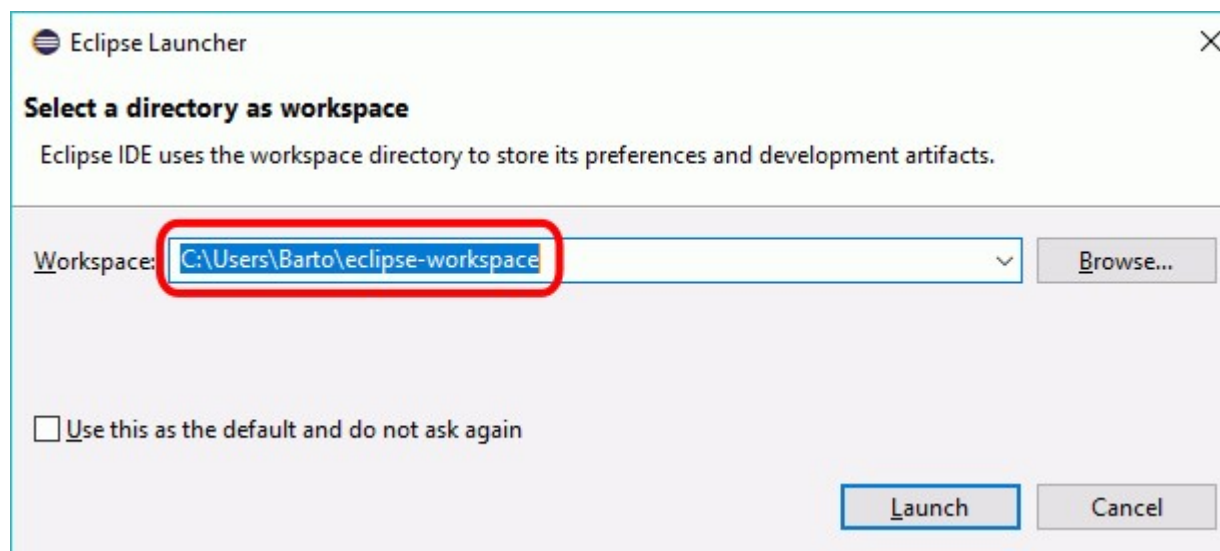 Eclipse Launcher
Select a directory as workspace
Eclipse IDE uses the workspace directory to store its preferences and development artifacts.
Workspace: C:\Users\Barto\eclipse-workspace Browse...
Use this as the default and do not ask again
Launch Cancel